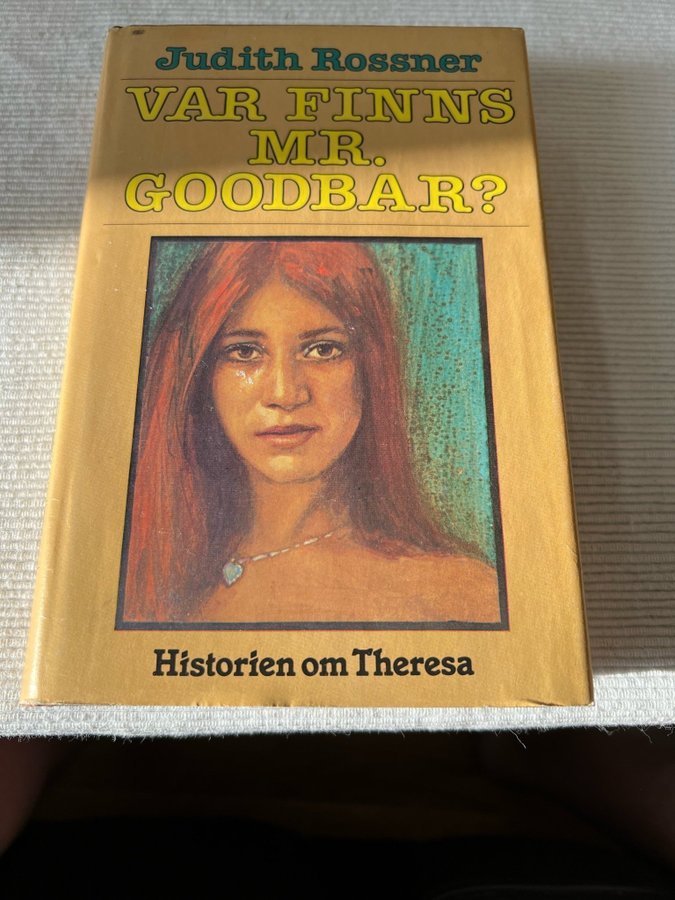 Judith Rossner
VAR FINNS
MR.
GOODBAR?
Historien om Theresa